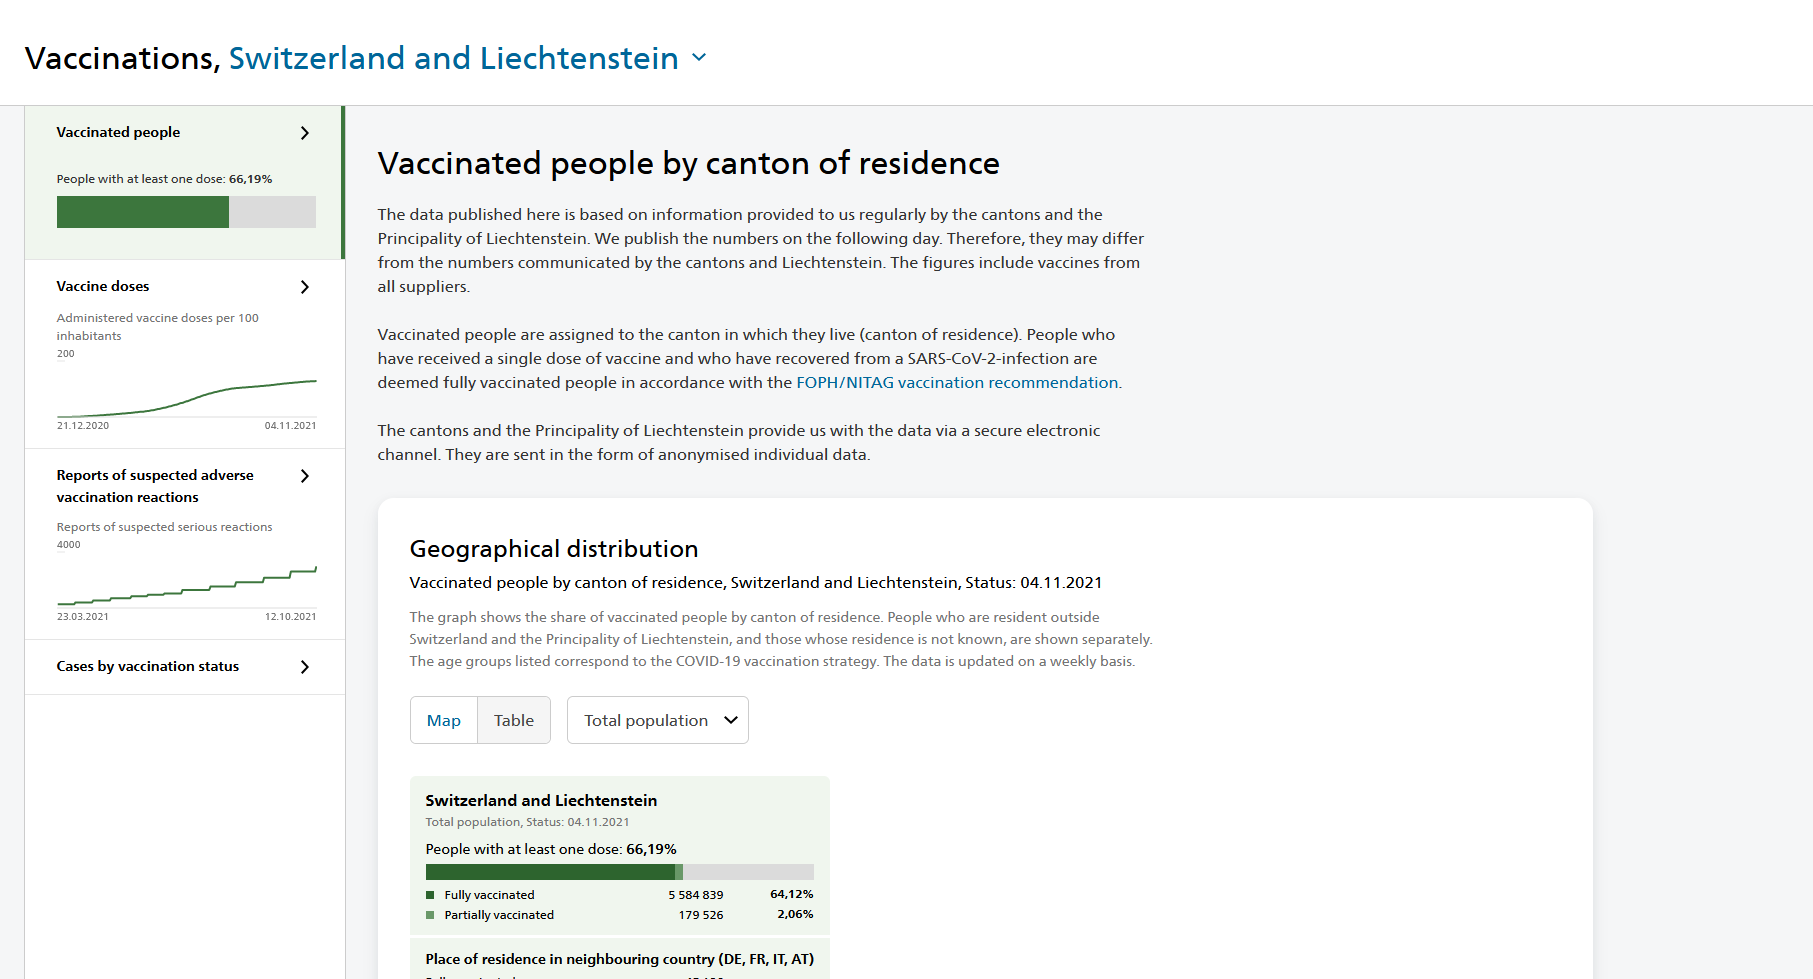 Vaccinations, Switzerland and Liechtenstein
Vaccinated people
People with at least one dose: 66,19%
Vaccine doses
Administered vaccine doses per 100
inhabitants
200
21.12.2020 04.11.2021
Reports of suspected adverse
vaccination reactions
Reports of suspected serious reactions
4000
23.03.2021 12.10.2021
Cases by vaccination status
Vaccinated people by canton of residence
The data published here is based on information provided to us regularly by the cantons and the
Principality of Liechtenstein. We publish the numbers on the following day. Therefore, they may differ
from the numbers communicated by the cantons and Liechtenstein. The figures include vaccines from
all suppliers.
Vaccinated people are assigned to the canton in which they live (canton of residence). People who
have received a single dose of vaccine and who have recovered from a SARS-CoV-2-infection are
deemed fully vaccinated people in accordance with the FOPH/NITAG vaccination recommendation.
The cantons and the Principality of Liechtenstein provide us with the data via a secure electronic
channel. They are sent in the form of anonymised individual data.
Geographical distribution
Vaccinated people by canton of residence, Switzerland and Liechtenstein, Status: 04.11.2021
The graph shows the share of vaccinated people by canton of residence. People who are resident outside
Switzerland and the Principality of Liechtenstein, and those whose residence is not known, are shown separately.
The age groups listed correspond to the COVID-19 vaccination strategy. The data is updated on a weekly basis.
Map Table Total population
Switzerland and Liechtenstein
Total population, Status: 04.11.2021
People with at least one dose: 66,19%
Fully vaccinated 5 584 839 64,12%
Partially vaccinated 179 526 2,06%
Place of residence in neighbouring country (DE, FR, IT, AT)